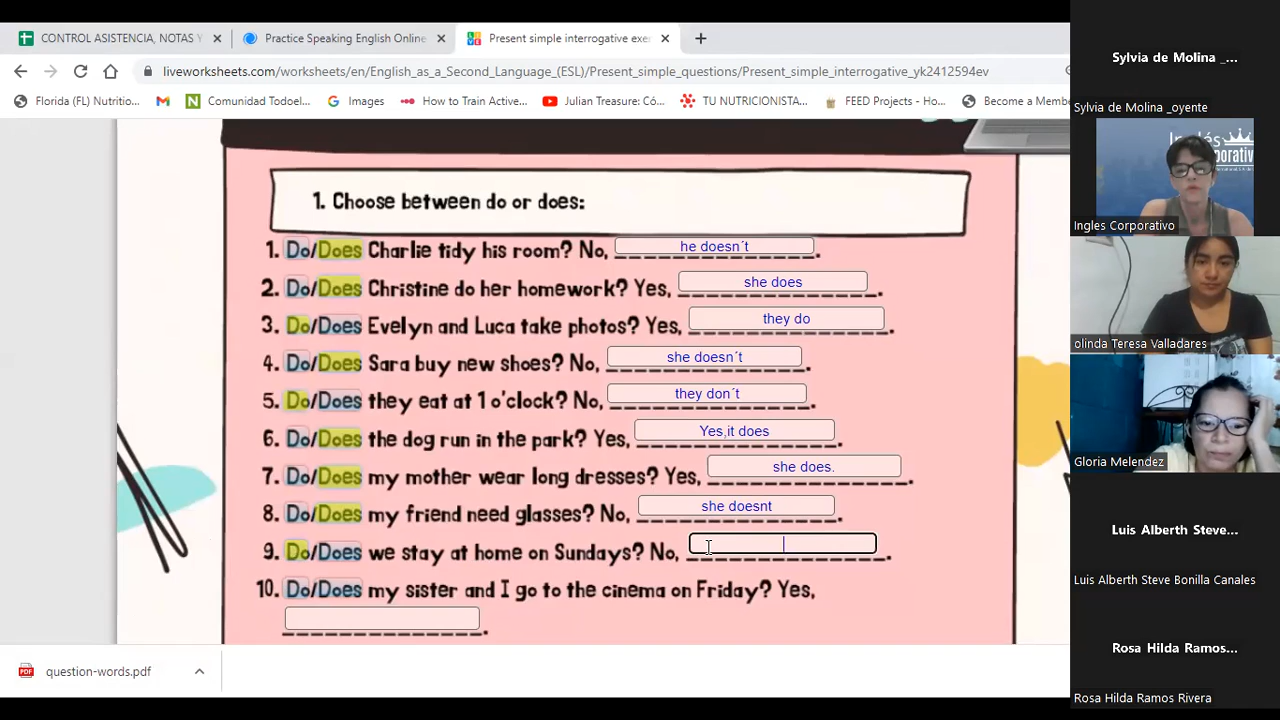 CONTROL ASISTENCIA, NOTAS Y
Practice Speaking English Online
Present simple interrogative exe
liveworksheets.com/worksheets/en/English_as_a_Second_Language_(ESL)/Present_simple_questions/Present_simple_interrogative_yk2412594ev
Florida (FL) Nutritio...
Comunidad Todoel...
Images
How to Train Active...
Julian Treasure: Có...
TU NUTRICIONISTA...
FEED Projects - Ho...
Become a Membe
1. Choose between do or does:
1. Do/Does Charlie tidy his room? No, he doesn´t.
2. Do/Does Christine do her homework? Yes, she does.
3. Do/Does Evelyn and Luca take photos? Yes, they do.
4. Do/Does Sara buy new shoes? No, she doesn´t.
5. Do/Does they eat at 1 o'clock? No, they don´t.
6. Do/Does the dog run in the park? Yes, Yes,it does.
7. Do/Does my mother wear long dresses? Yes, she does..
8. Do/Does my friend need glasses? No, she doesnt.
9. Do/Does we stay at home on Sundays? No, .
10. Do/Does my sister and I go to the cinema on Friday? Yes,
.
question-words.pdf
Sylvia de Molina _...
Sylvia de Molina _oyente
Inglés
Ingles Corporativo
olinda Teresa Valladares
Gloria Melendez
Luis Alberth Steve...
Luis Alberth Steve Bonilla Canales
Rosa Hilda Ramos...
Rosa Hilda Ramos Rivera